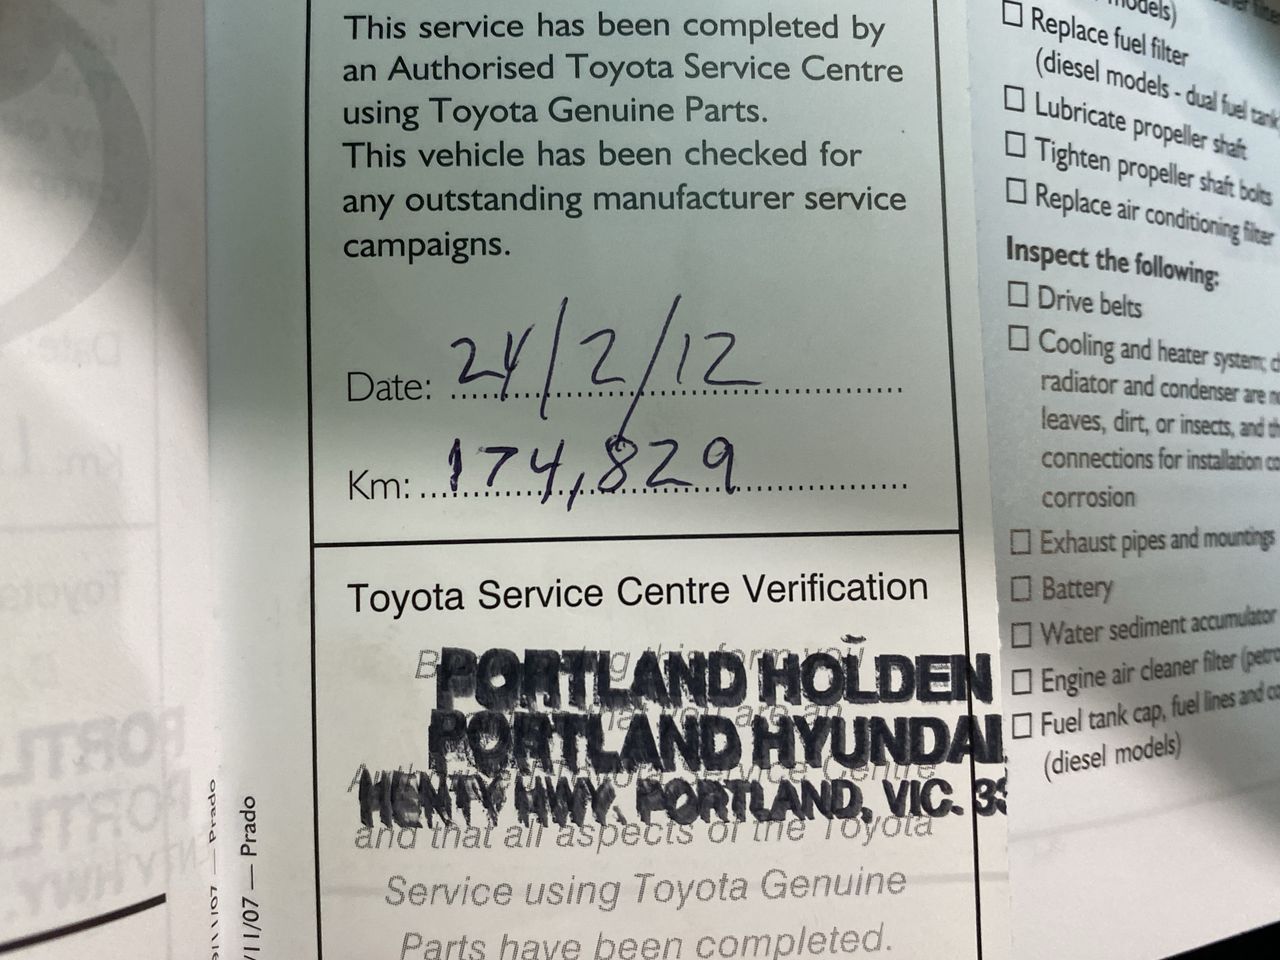 This service has been completed by
an Authorised Toyota Service Centre
using Toyota Genuine Parts.
This vehicle has been checked for
any outstanding manufacturer service
campaigns.
Date: 24/2/12
Km: 174,829
Toyota Service Centre Verification
PORTLAND HOLDEN
PORTLAND HYUNDAI
HENTY HWY. PORTLAND, VIC.
and that all aspects of the Toyota
Service using Toyota Genuine
Parts have been completed.
11/07 — Prado
models)
Replace fuel filter
(diesel models - dual fuel tank
Lubricate propeller shaft
Tighten propeller shaft bolts
Replace air conditioning filter
Inspect the following:
Drive belts
Cooling and heater system;
radiator and condenser are
leaves, dirt, or insects, and
connections for installation
corrosion
Exhaust pipes and mountings
Battery
Water sediment accumulator
Engine air cleaner filter
Fuel tank cap, fuel lines and
(diesel models)